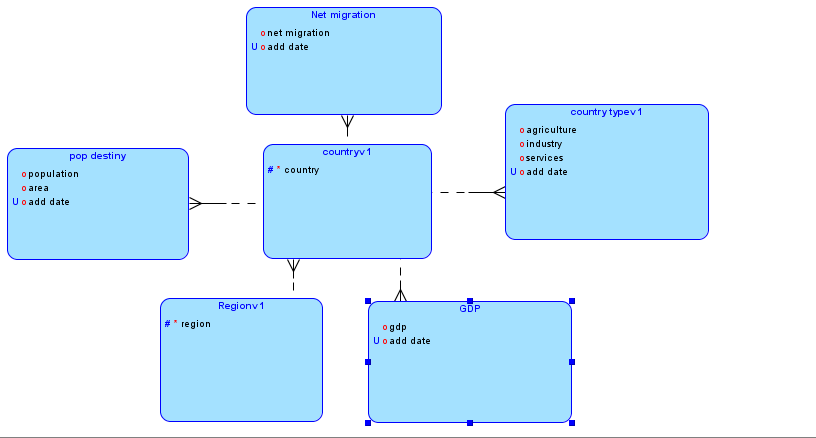 Net migration
o net migration
U o add date
country typev1
o agriculture
o industry
o services
U o add date
pop destiny
o population
o area
U o add date
countryv1
# * country
Regionv1
# * region
GDP
o gdp
U o add date